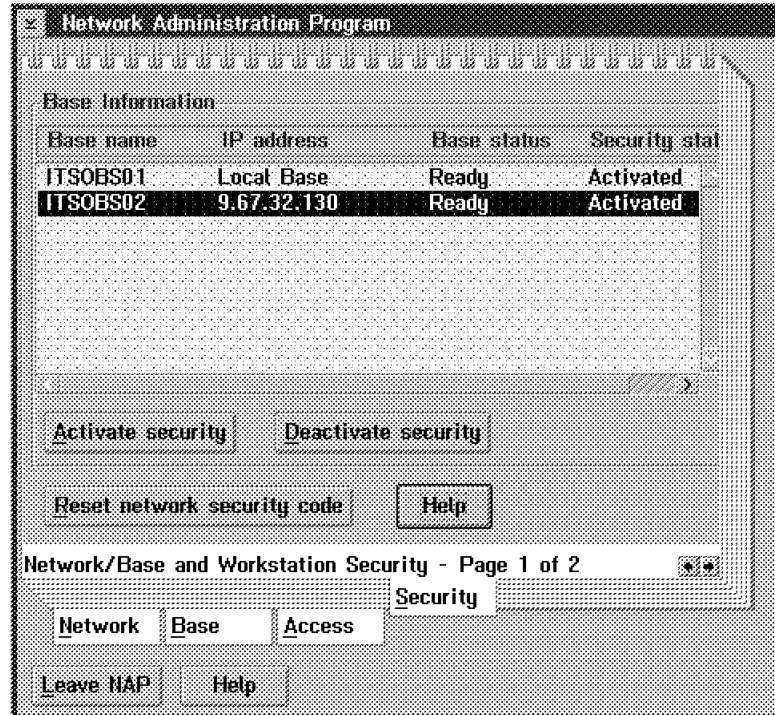 Network Administration Program
Base Information
Base name IP address Base status Security stat
ITSOBS01 Local Base Ready Activated
ITSOBS02 9.67.32.130 Ready Activated
Activate security Deactivate security
Reset network security code Help
Network/Base and Workstation Security - Page 1 of 2
Security
Network Base Access
Leave NAP Help